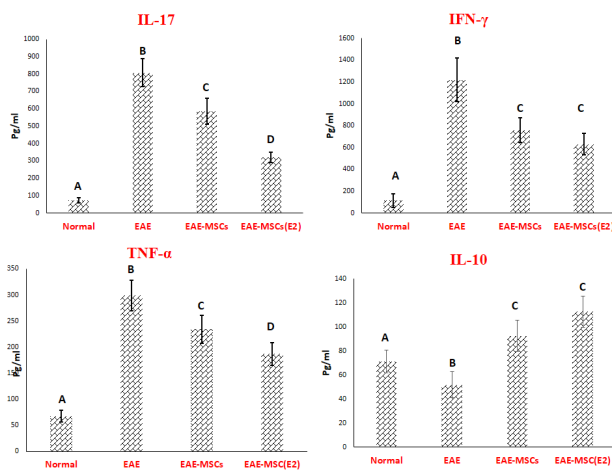 IL-17
1000
900
800
700
600
500
400
300
200
100
0
Pg/ml
A
B
C
D
Normal
EAE
EAE-MSCs
EAE-MSCs(E2)
IFN-γ
1600
1400
1200
1000
800
600
400
200
0
Pg/ml
A
B
C
C
Normal
EAE
EAE-MSCs
EAE-MSCs(E2)
TNF-α
350
300
250
200
150
100
50
0
Pg/ml
A
B
C
D
Normal
EAE
EAE-MSCs
EAE-MSC(E2)
IL-10
140
120
100
80
60
40
20
0
Pg/ml
A
B
C
C
Normal
EAE
EAE-MSCs
EAE-MSC(E2)